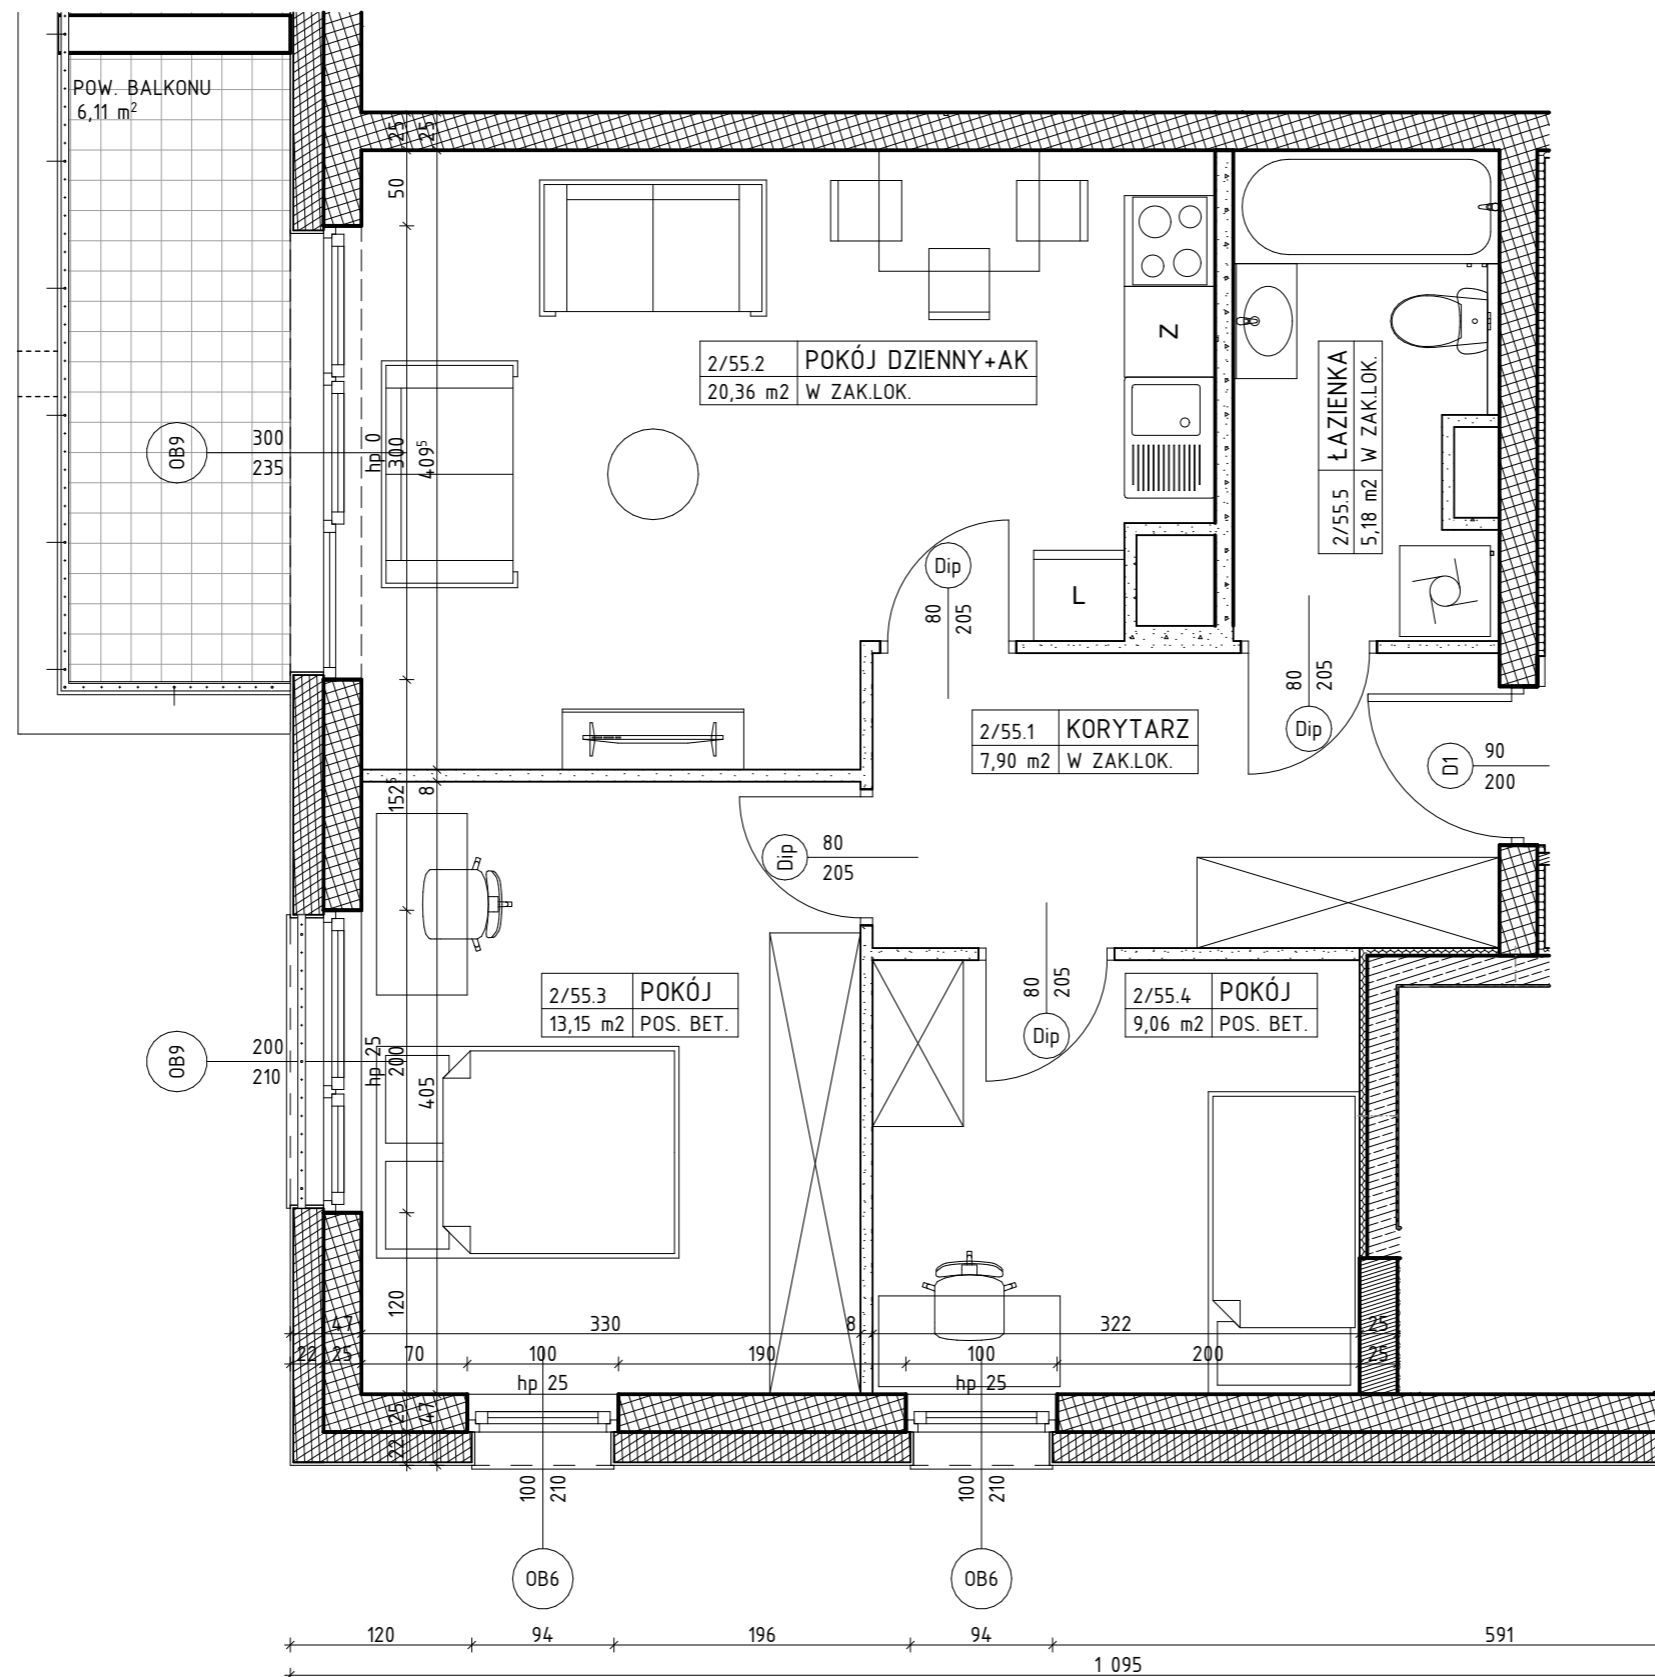 POW. BALKONU
6,11 m²
25
25
50
2/55.2 POKÓJ DZIENNY+AK
20,36 m2 W ZAK.LOK.
Z
2/55.5 ŁAZIENKA
5,18 m2 W ZAK.LOK.
OB9
300
235
hp 0
300
409⁵
Dip
80
205
L
80
205
Dip
2/55.1 KORYTARZ
7,90 m2 W ZAK.LOK.
D1
90
200
152⁵
8
Dip
80
205
2/55.3 POKÓJ
13,15 m2 POS. BET.
80
205
Dip
2/55.4 POKÓJ
9,06 m2 POS. BET.
OB9
200
210
hp 25
200
405
120
47 330 8 322 25
22 25 70 100 190 100 200 25
hp 25 hp 25
25
47
22
100
210
100
210
OB6 OB6
120 94 196 94 591
1 095